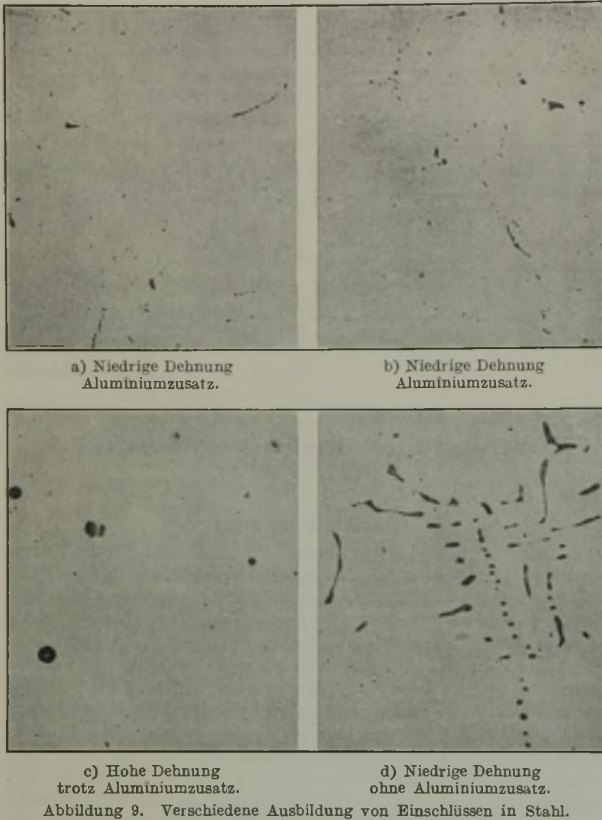 a) Niedrige Dehnung
Aluminiumzusatz.
b) Niedrige Dehnung
Aluminiumzusatz.
c) Hohe Dehnung
trotz Aluminiumzusatz.
d) Niedrige Dehnung
ohne Aluminiumzusatz.
Abbildung 9. Verschiedene Ausbildung von Einschlüssen in Stahl.